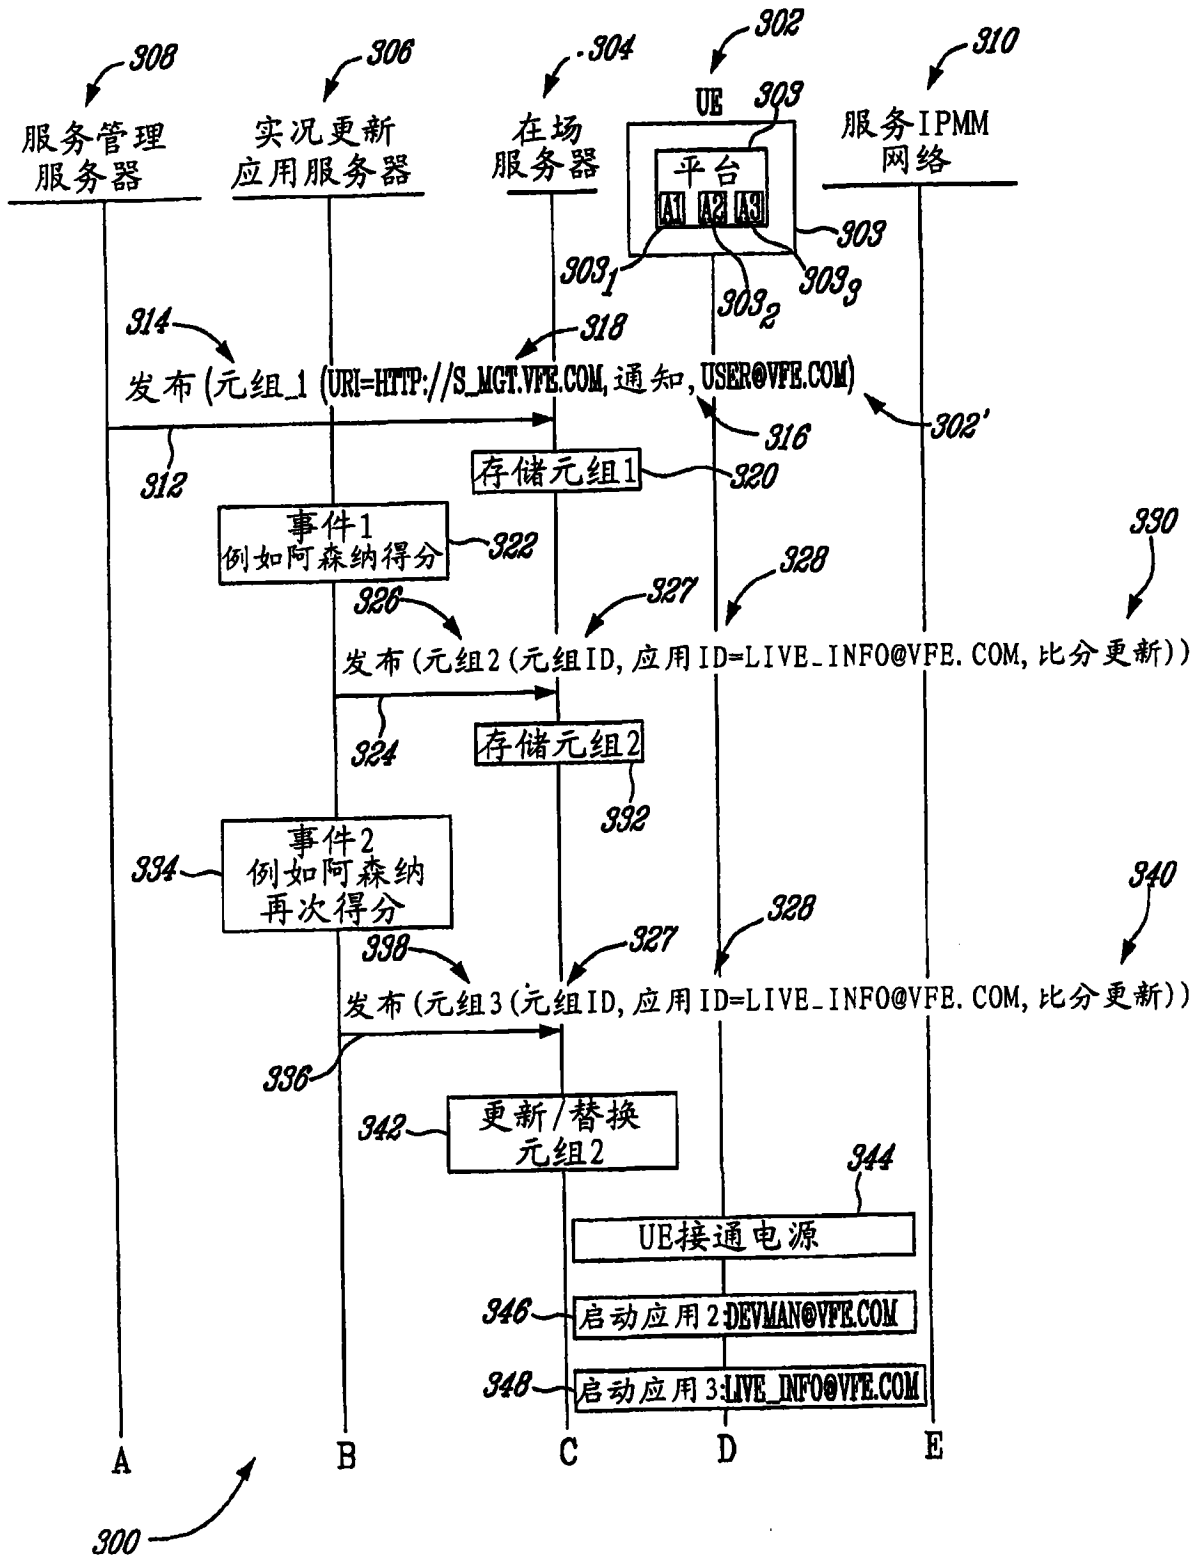 308
306
304
302
310
服务管理
服务器
实况更新
应用服务器
在场
服务器
UE
303
平台
A1 A2 A3
服务IPMM
网络
303
303₁
303₂
303₃
314
318
发布(元组_1(URI=HTTP://S_MGT.VFE.COM,通知,USER@VFE.COM)
312
316
302'
存储元组1
320
事件1
例如阿森纳得分
322
330
326
327
328
发布(元组2(元组ID,应用ID=LIVE_INFO@VFE.COM,比分更新))
324
存储元组2
332
事件2
例如阿森纳
再次得分
334
340
338
327
328
发布(元组3(元组ID,应用ID=LIVE_INFO@VFE.COM,比分更新))
336
更新/替换
元组2
342
344
UE接通电源
346
启动应用2:DEVMAN@VFE.COM
348
启动应用3:LIVE_INFO@VFE.COM
A B C D E
300